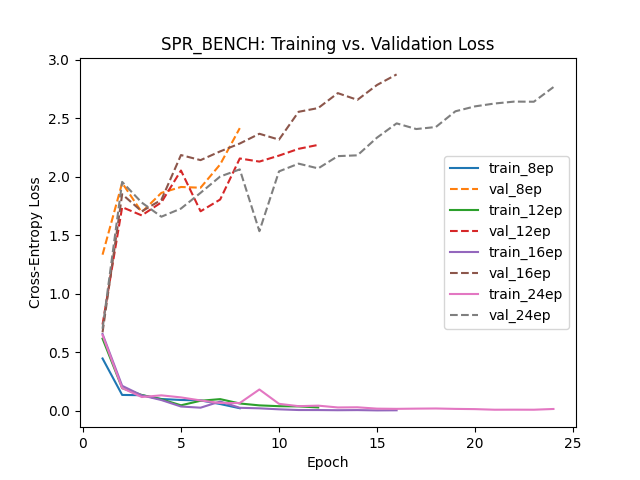 SPR_BENCH: Training vs. Validation Loss
Cross-Entropy Loss
3.0
2.5
2.0
1.5
1.0
0.5
0.0
train_8ep
val_8ep
train_12ep
val_12ep
train_16ep
val_16ep
train_24ep
val_24ep
0 5 10 15 20 25
Epoch